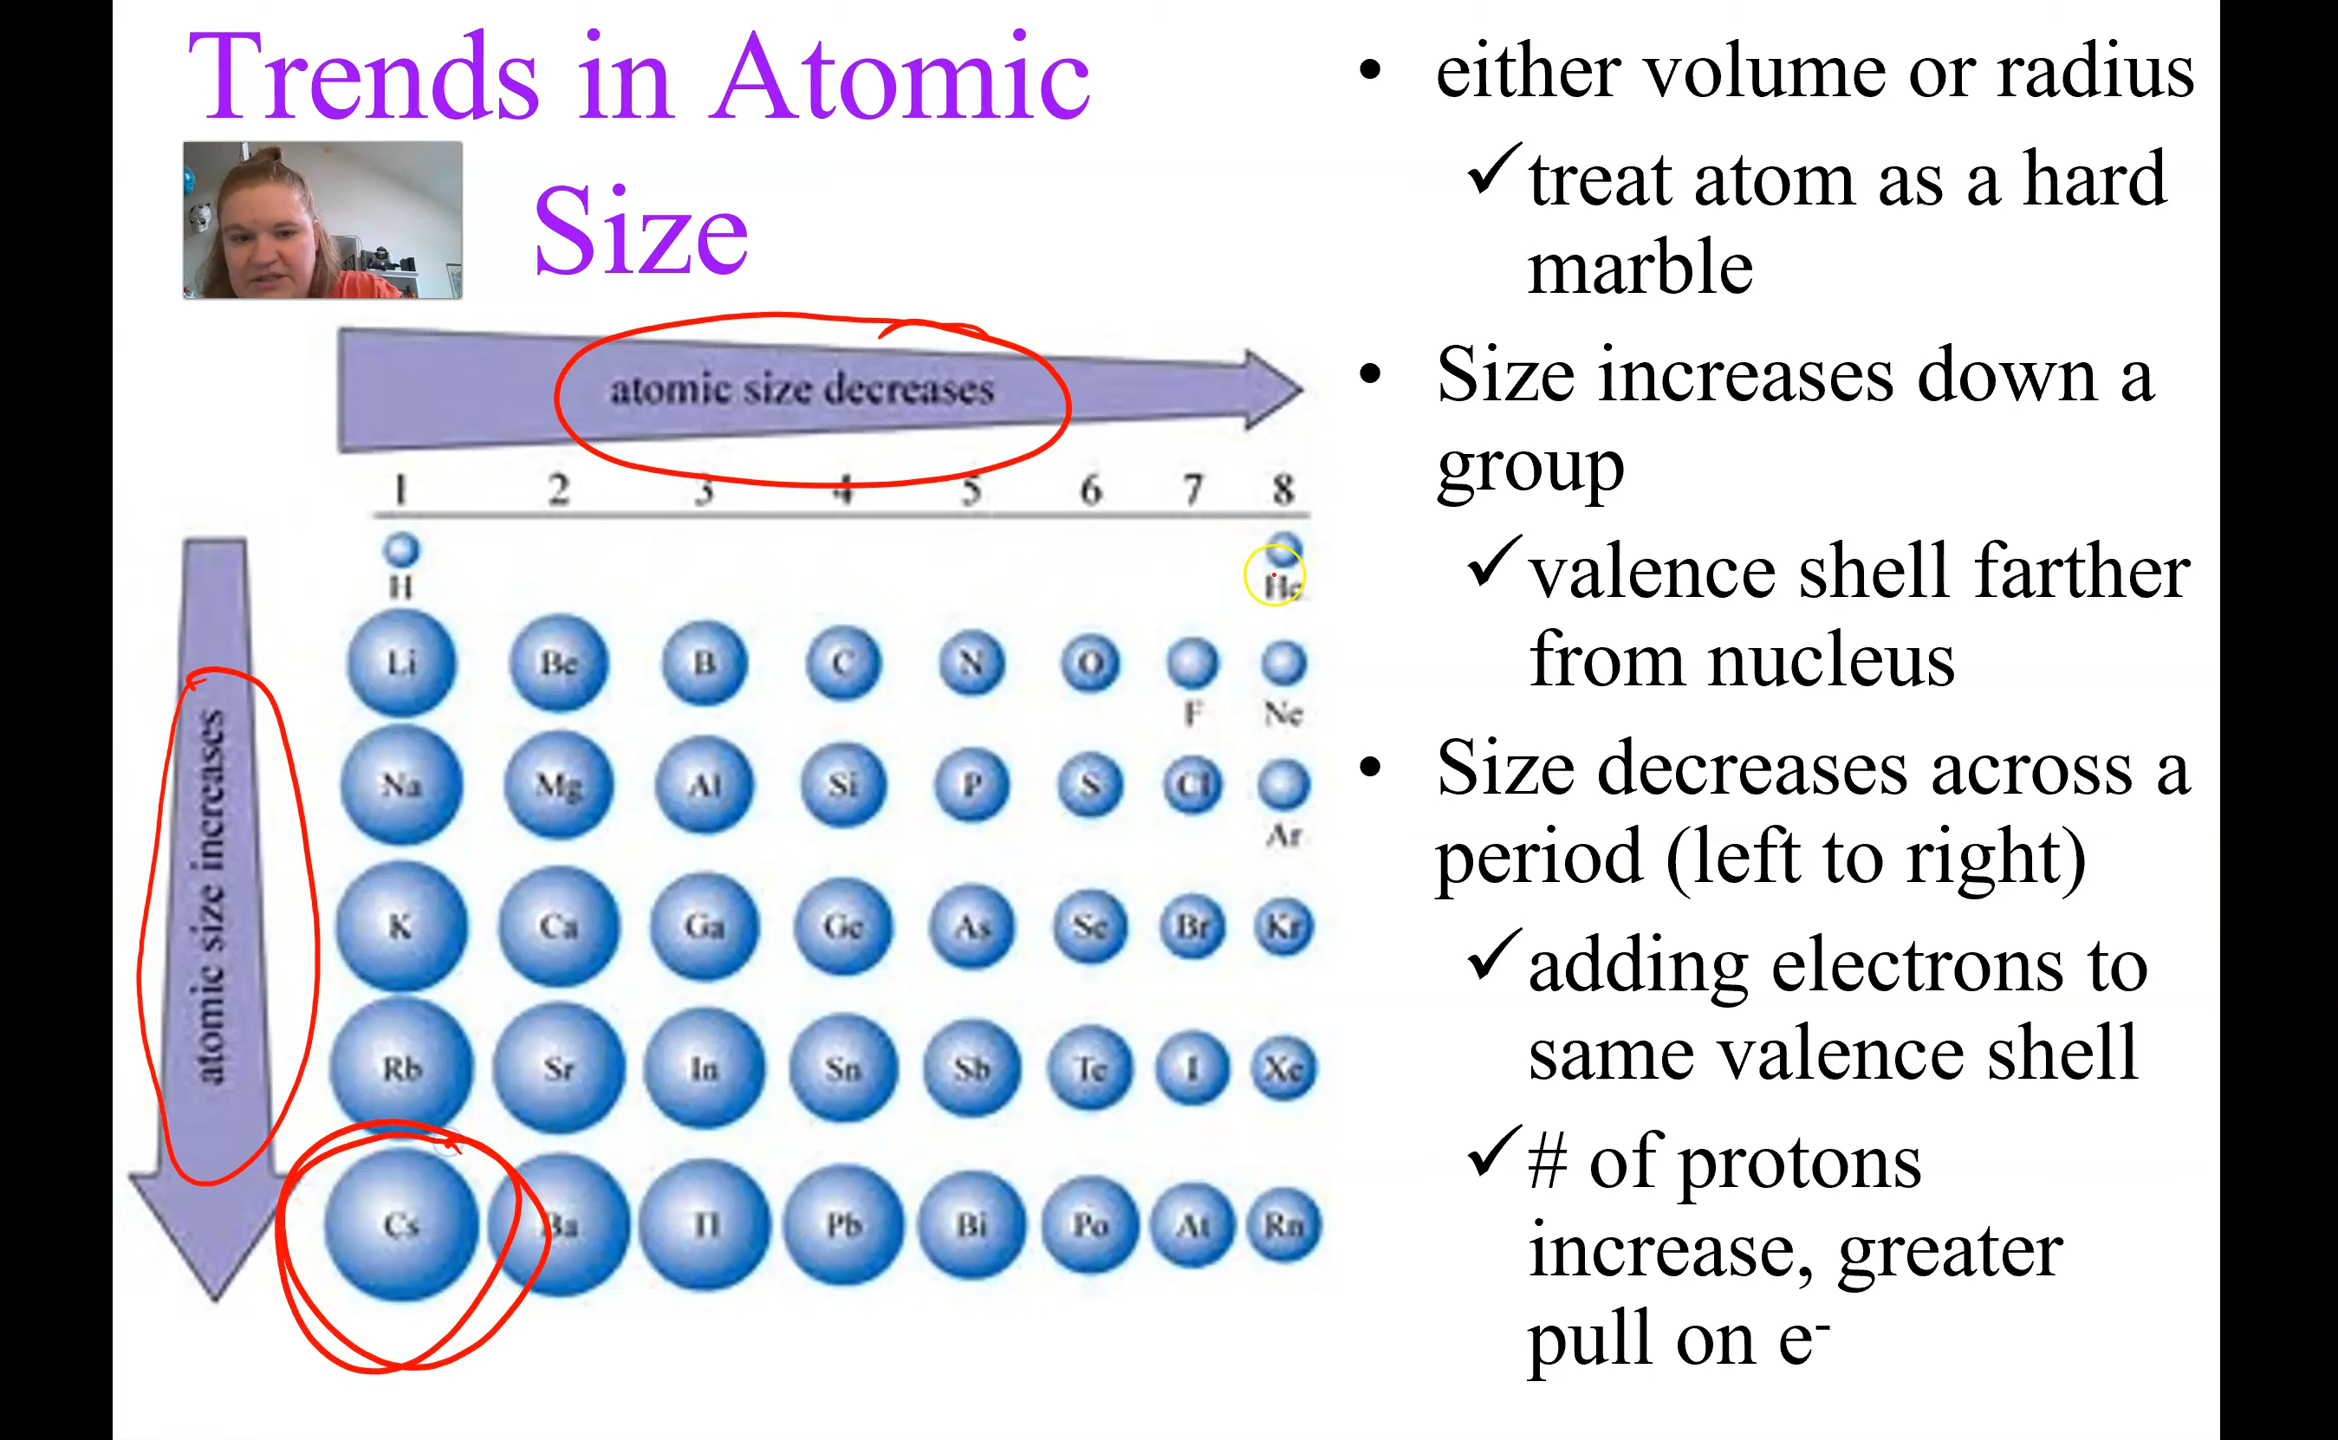 Trends in Atomic
Size
atomic size decreases
1 2 3 4 5 6 7 8
H He
Li Be B C N O
F Ne
Na Mg Al Si P S Cl
Ar
K Ca Ga Ge As Se Br Kr
Rb Sr In Sn Sb Te I Xe
Cs Ba Tl Pb Bi Po At Rn
atomic size increases
• either volume or radius
✓treat atom as a hard
marble
• Size increases down a
group
✓valence shell farther
from nucleus
• Size decreases across a
period (left to right)
✓adding electrons to
same valence shell
✓# of protons
increase, greater
pull on e⁻